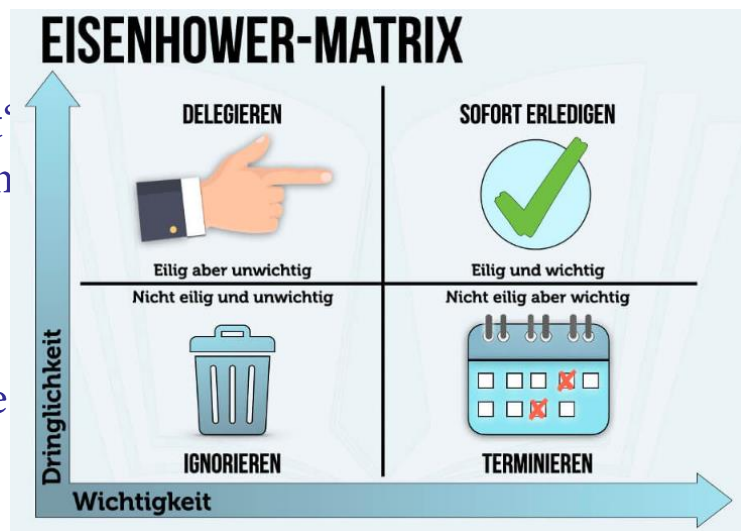 EISENHOWER-MATRIX
DELEGIEREN
SOFORT ERLEDIGEN
Eilig aber unwichtig
Eilig und wichtig
Nicht eilig und unwichtig
Nicht eilig aber wichtig
IGNORIEREN
TERMINIEREN
Dringlichkeit
Wichtigkeit